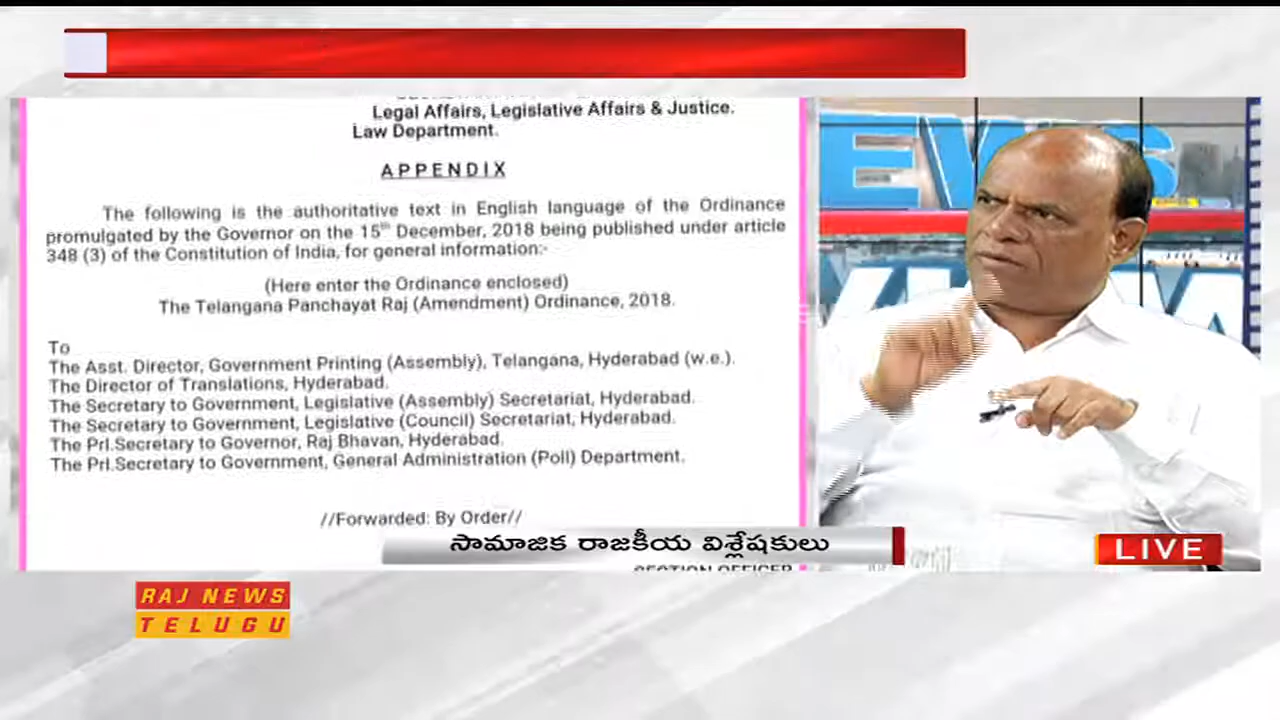 Legal Affairs, Legislative Affairs & Justice.
Law Department.
APPENDIX
The following is the authoritative text in English language of the Ordinance
promulgated by the Governor on the 15th December, 2018 being published under article
348 (3) of the Constitution of India, for general information:-
(Here enter the Ordinance enclosed)
The Telangana Panchayat Raj (Amendment) Ordinance, 2018.
To
The Asst. Director, Government Printing (Assembly), Telangana, Hyderabad (w.e.).
The Director of Translations, Hyderabad.
The Secretary to Government, Legislative (Assembly) Secretariat, Hyderabad.
The Secretary to Government, Legislative (Council) Secretariat, Hyderabad.
The Prl.Secretary to Governor, Raj Bhavan, Hyderabad.
The Prl.Secretary to Government, General Administration (Poll) Department.
//Forwarded: By Order//
SECTION OFFICER
సామాజిక రాజకీయ విశ్లేషకులు
LIVE
RAJ NEWS
TELUGU